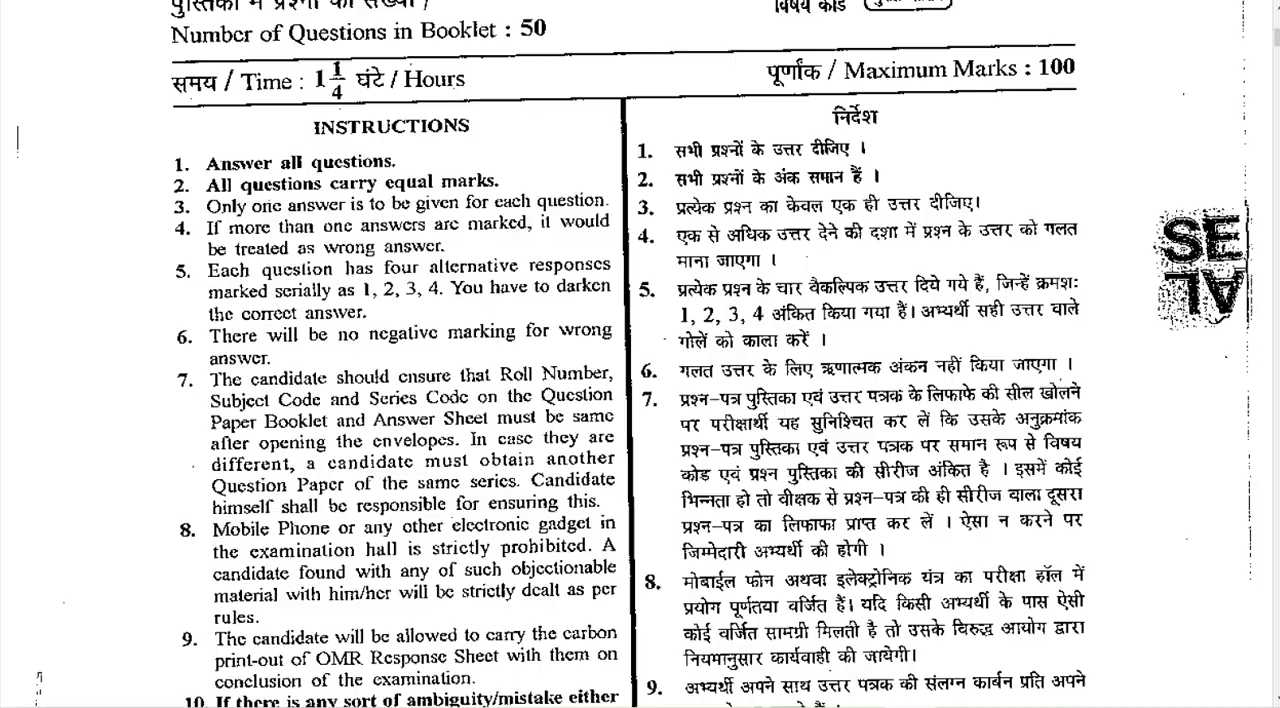 पुस्तिका में प्रश्नों की संख्या /
विषय कोड
Number of Questions in Booklet : 50
समय / Time : 1 1/4 घंटे / Hours
पूर्णांक / Maximum Marks : 100
INSTRUCTIONS
1. Answer all questions.
2. All questions carry equal marks.
3. Only one answer is to be given for each question.
4. If more than one answers are marked, it would
be treated as wrong answer.
5. Each question has four alternative responses
marked serially as 1, 2, 3, 4. You have to darken
the correct answer.
6. There will be no negative marking for wrong
answer.
7. The candidate should ensure that Roll Number,
Subject Code and Series Code on the Question
Paper Booklet and Answer Sheet must be same
after opening the envelopes. In case they are
different, a candidate must obtain another
Question Paper of the same series. Candidate
himself shall be responsible for ensuring this.
8. Mobile Phone or any other electronic gadget in
the examination hall is strictly prohibited. A
candidate found with any of such objectionable
material with him/her will be strictly dealt as per
rules.
9. The candidate will be allowed to carry the carbon
print-out of OMR Response Sheet with them on
conclusion of the examination.
10. If there is any sort of ambiguity/mistake either
निर्देश
1. सभी प्रश्नों के उत्तर दीजिए ।
2. सभी प्रश्नों के अंक समान हैं ।
3. प्रत्येक प्रश्न का केवल एक ही उत्तर दीजिए।
4. एक से अधिक उत्तर देने की दशा में प्रश्न के उत्तर को गलत
माना जाएगा ।
5. प्रत्येक प्रश्न के चार वैकल्पिक उत्तर दिये गये हैं, जिन्हें क्रमशः
1, 2, 3, 4 अंकित किया गया हैं। अभ्यर्थी सही उत्तर वाले
गोलें को काला करें ।
6. गलत उत्तर के लिए ऋणात्मक अंकन नहीं किया जाएगा ।
7. प्रश्न-पत्र पुस्तिका एवं उत्तर पत्रक के लिफाफे की सील खोलने
पर परीक्षार्थी यह सुनिश्चित कर लें कि उसके अनुक्रमांक
प्रश्न-पत्र पुस्तिका एवं उत्तर पत्रक पर समान रूप से विषय
कोड एवं प्रश्न पुस्तिका की सीरीज अंकित है । इसमें कोई
भिन्नता हो तो वीक्षक से प्रश्न-पत्र की ही सीरीज वाला दूसरा
प्रश्न-पत्र का लिफाफा प्राप्त कर लें । ऐसा न करने पर
जिम्मेदारी अभ्यर्थी की होगी ।
8. मोबाईल फोन अथवा इलेक्ट्रोनिक यंत्र का परीक्षा हॉल में
प्रयोग पूर्णतया वर्जित हैं। यदि किसी अभ्यर्थी के पास ऐसी
कोई वर्जित सामग्री मिलती है तो उसके विरुद्ध आयोग द्वारा
नियमानुसार कार्यवाही की जायेगी।
9. अभ्यर्थी अपने साथ उत्तर पत्रक की संलग्न कार्बन प्रति अपने
SE
AL